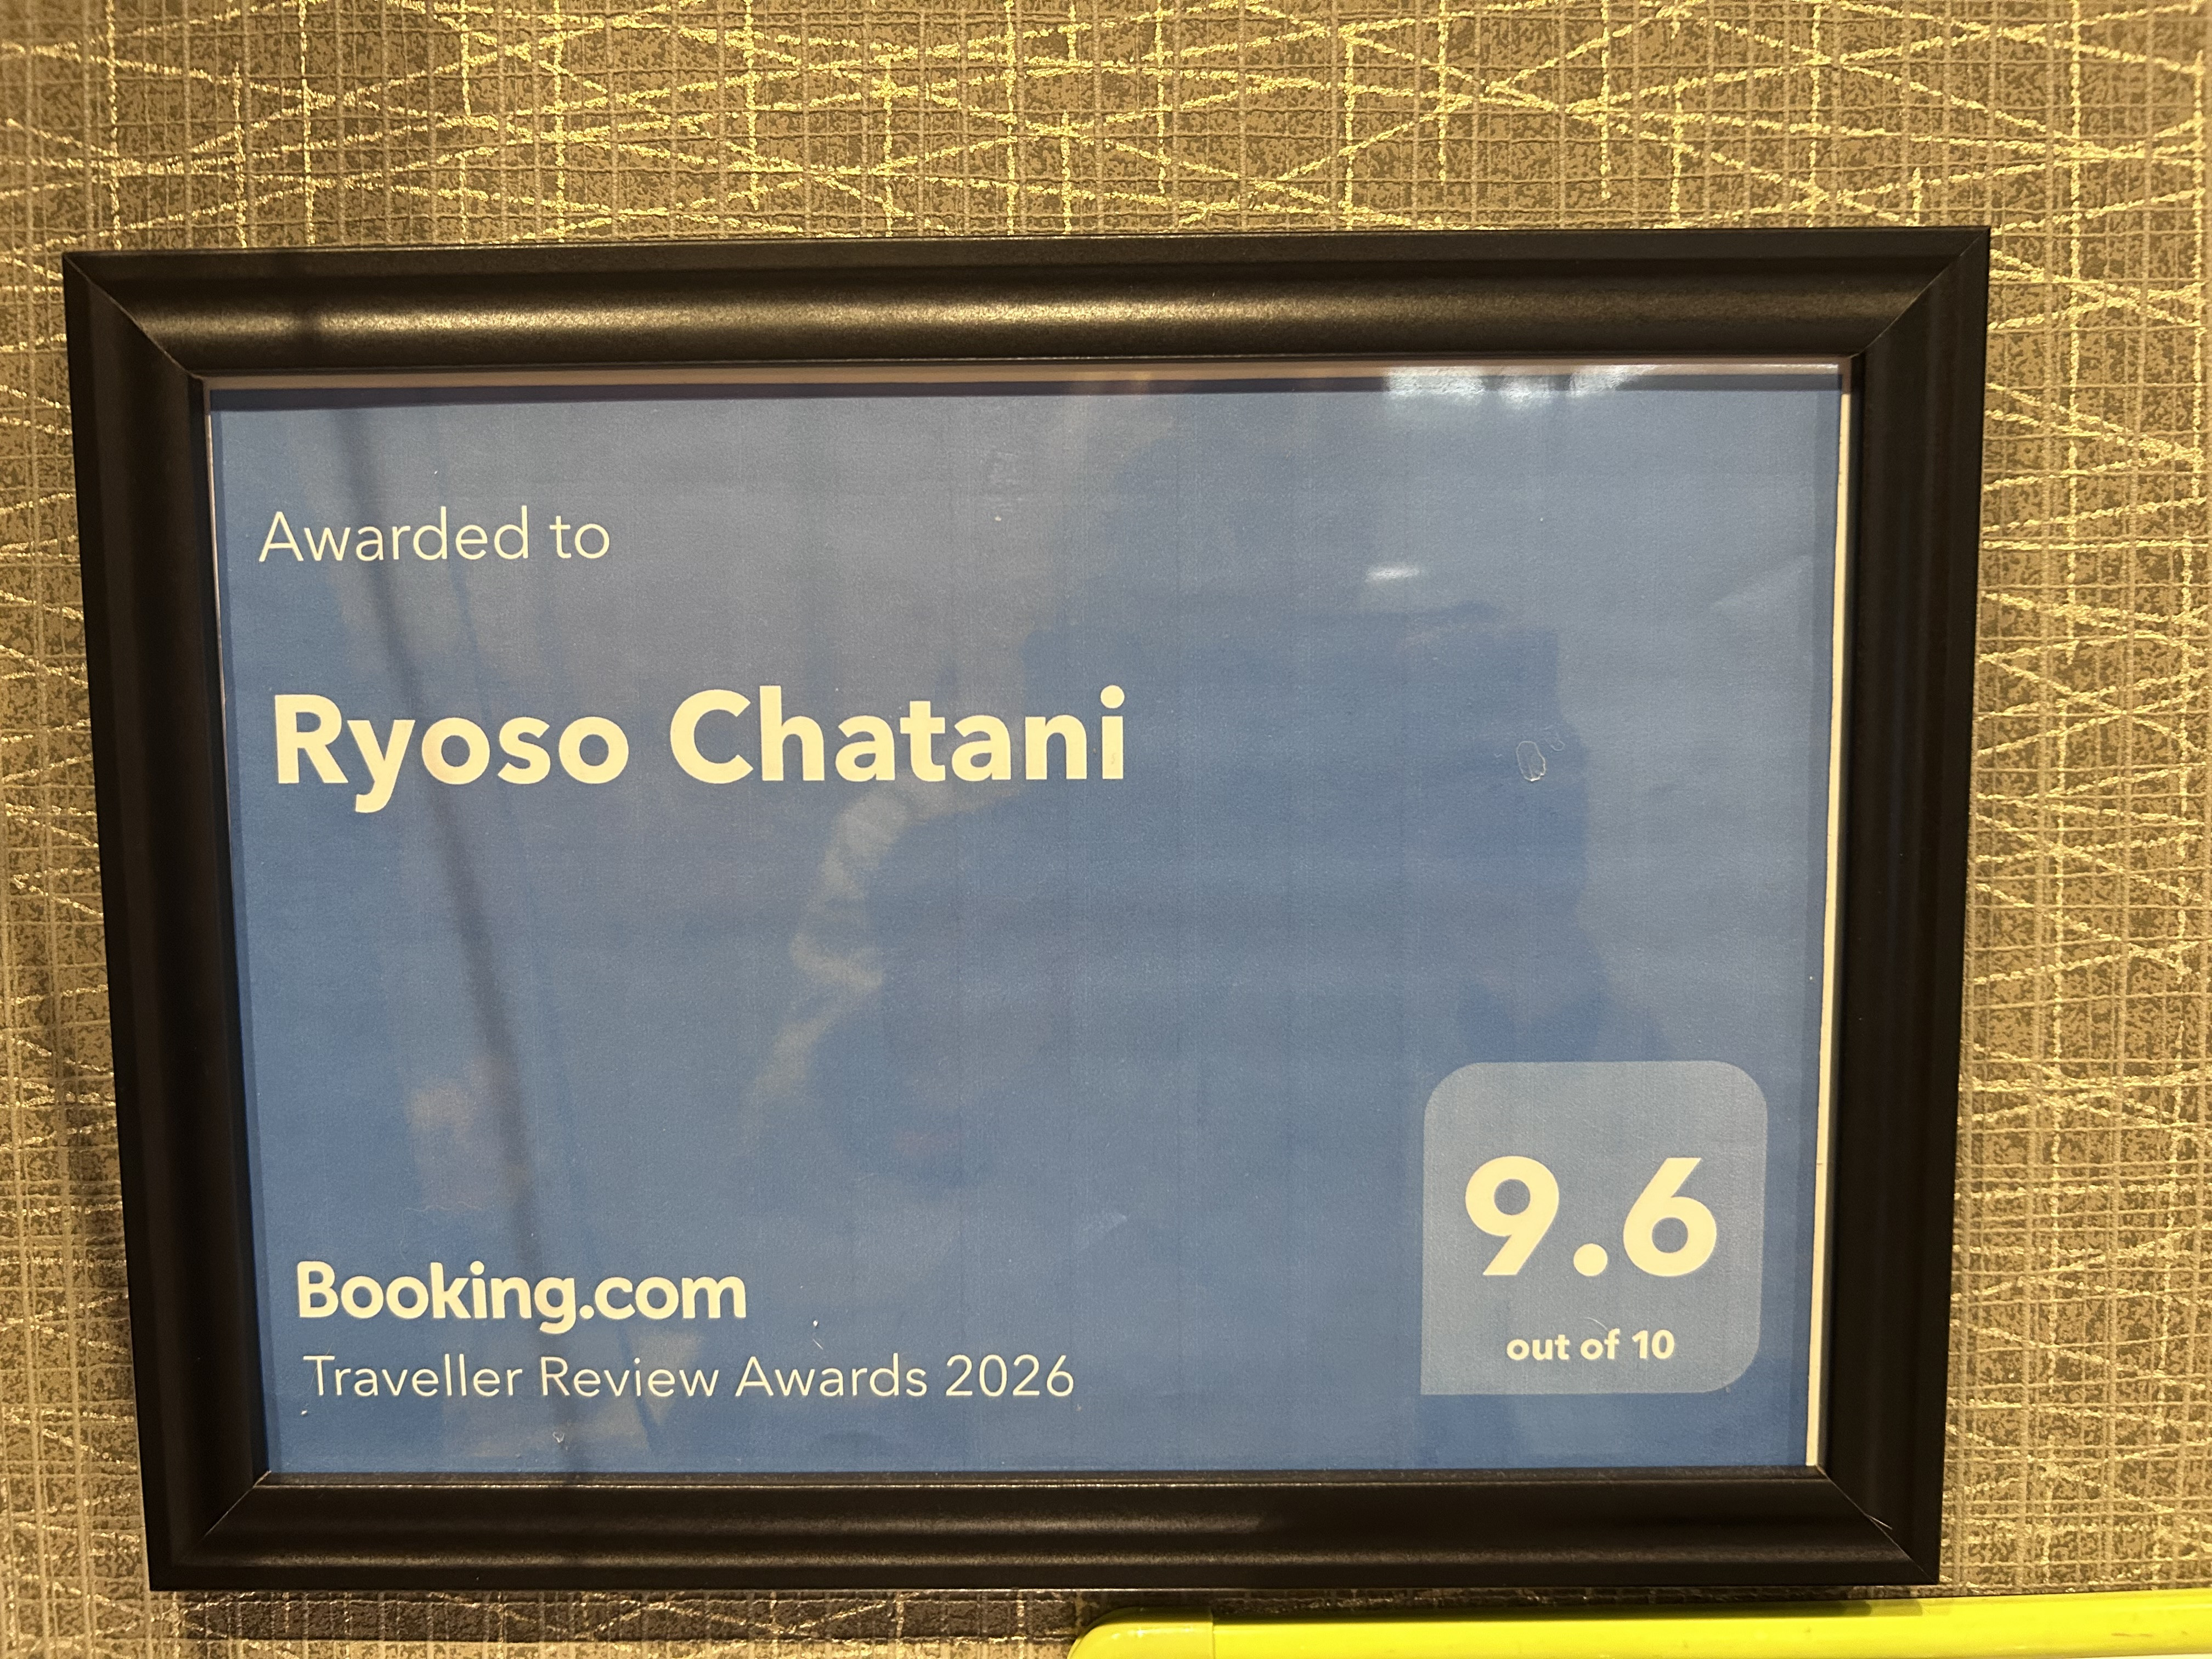 Awarded to
Ryoso Chatani
Booking.com
Traveller Review Awards 2026
9.6
out of 10